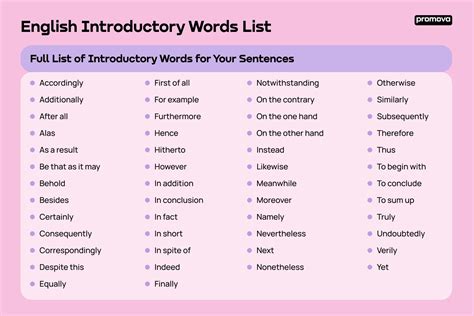 English Introductory Words List
promova
Full List of Introductory Words for Your Sentences
Accordingly
Additionally
After all
Alas
As a result
Be that as it may
Behold
Besides
Certainly
Consequently
Correspondingly
Despite this
Equally
First of all
For example
Furthermore
Hence
Hitherto
However
In addition
In conclusion
In fact
In short
In spite of
Indeed
Finally
Notwithstanding
On the contrary
On the one hand
On the other hand
Instead
Likewise
Meanwhile
Moreover
Namely
Nevertheless
Next
Nonetheless
Otherwise
Similarly
Subsequently
Therefore
Thus
To begin with
To conclude
To sum up
Truly
Undoubtedly
Verily
Yet